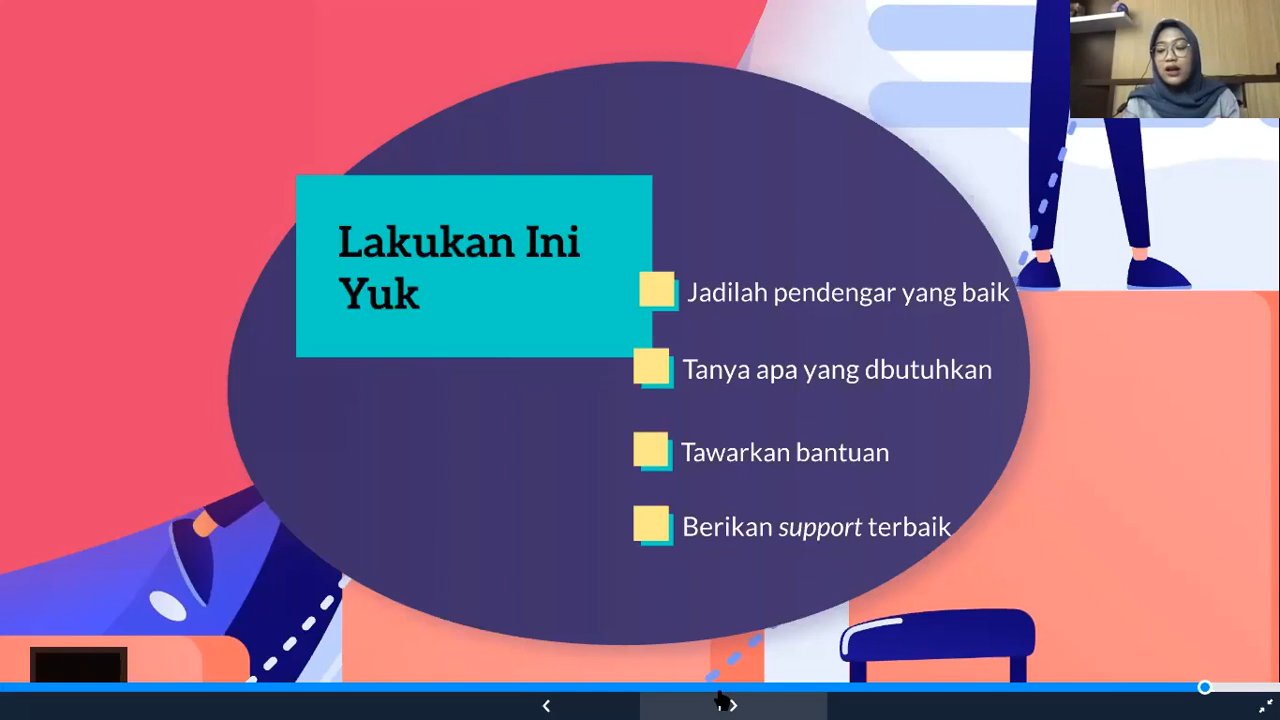 Lakukan Ini
Yuk
Jadilah pendengar yang baik
Tanya apa yang dbutuhkan
Tawarkan bantuan
Berikan support terbaik